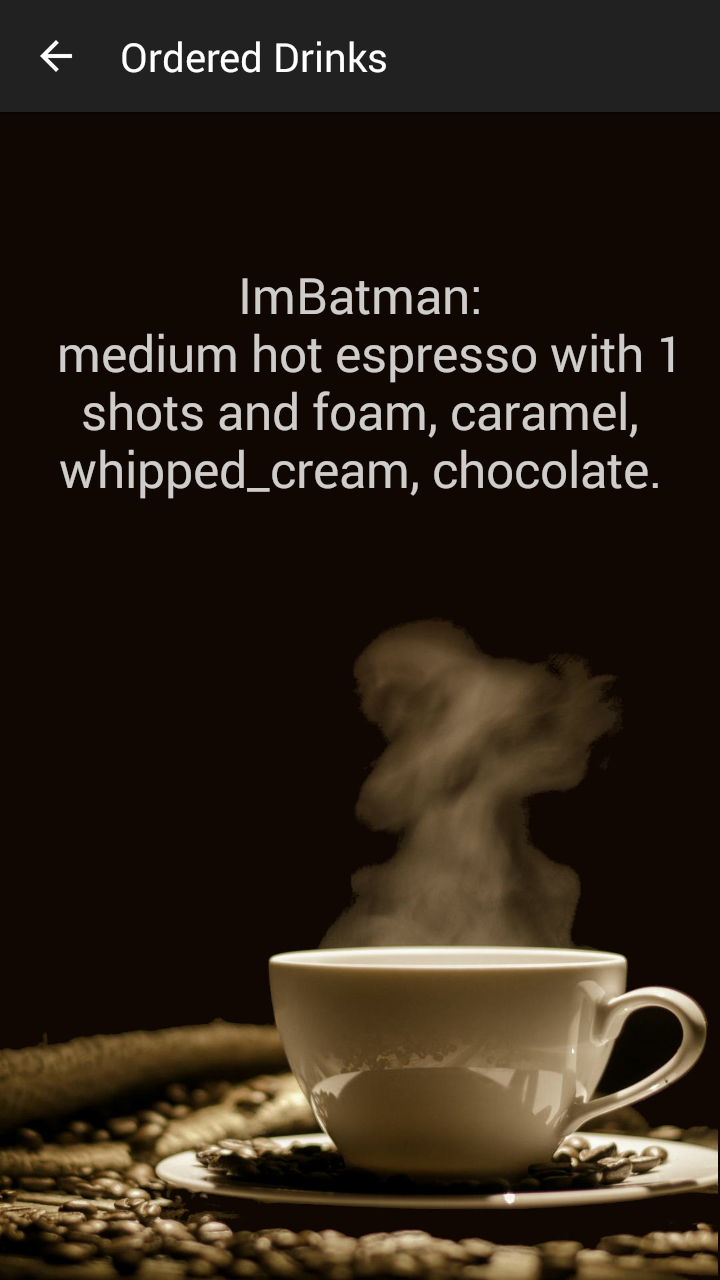 Ordered Drinks
ImBatman:
medium hot espresso with 1
shots and foam, caramel,
whipped_cream, chocolate.